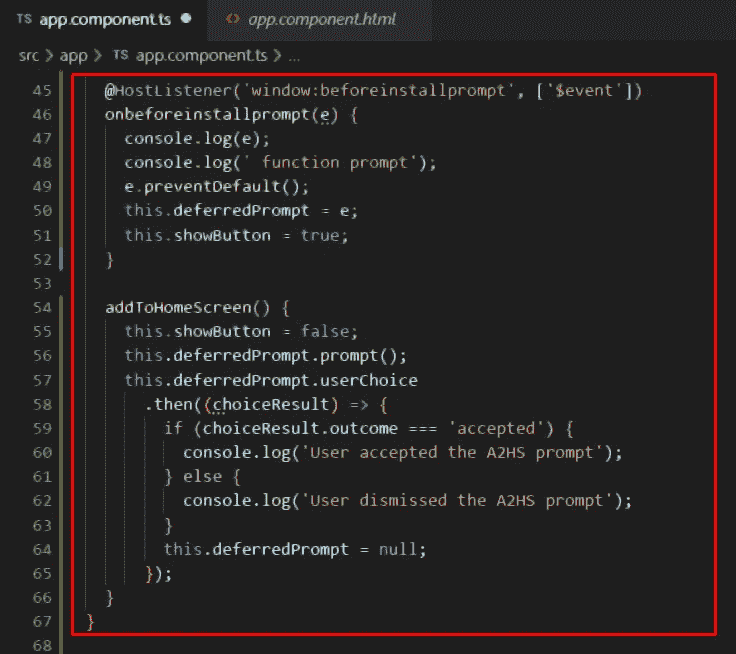 TS app.component.ts ● <> app.component.html
src > app > TS app.component.ts > ...
45 @HostListener('window:beforeinstallprompt', ['$event'])
46 onbeforeinstallprompt(e) {
47 console.log(e);
48 console.log(' function prompt');
49 e.preventDefault();
50 this.deferredPrompt = e;
51 this.showButton = true;
52 }
53
54 addToHomeScreen() {
55 this.showButton = false;
56 this.deferredPrompt.prompt();
57 this.deferredPrompt.userChoice
58 .then((choiceResult) => {
59 if (choiceResult.outcome === 'accepted') {
60 console.log('User accepted the A2HS prompt');
61 } else {
62 console.log('User dismissed the A2HS prompt');
63 }
64 this.deferredPrompt = null;
65 });
66 }
67 }
68